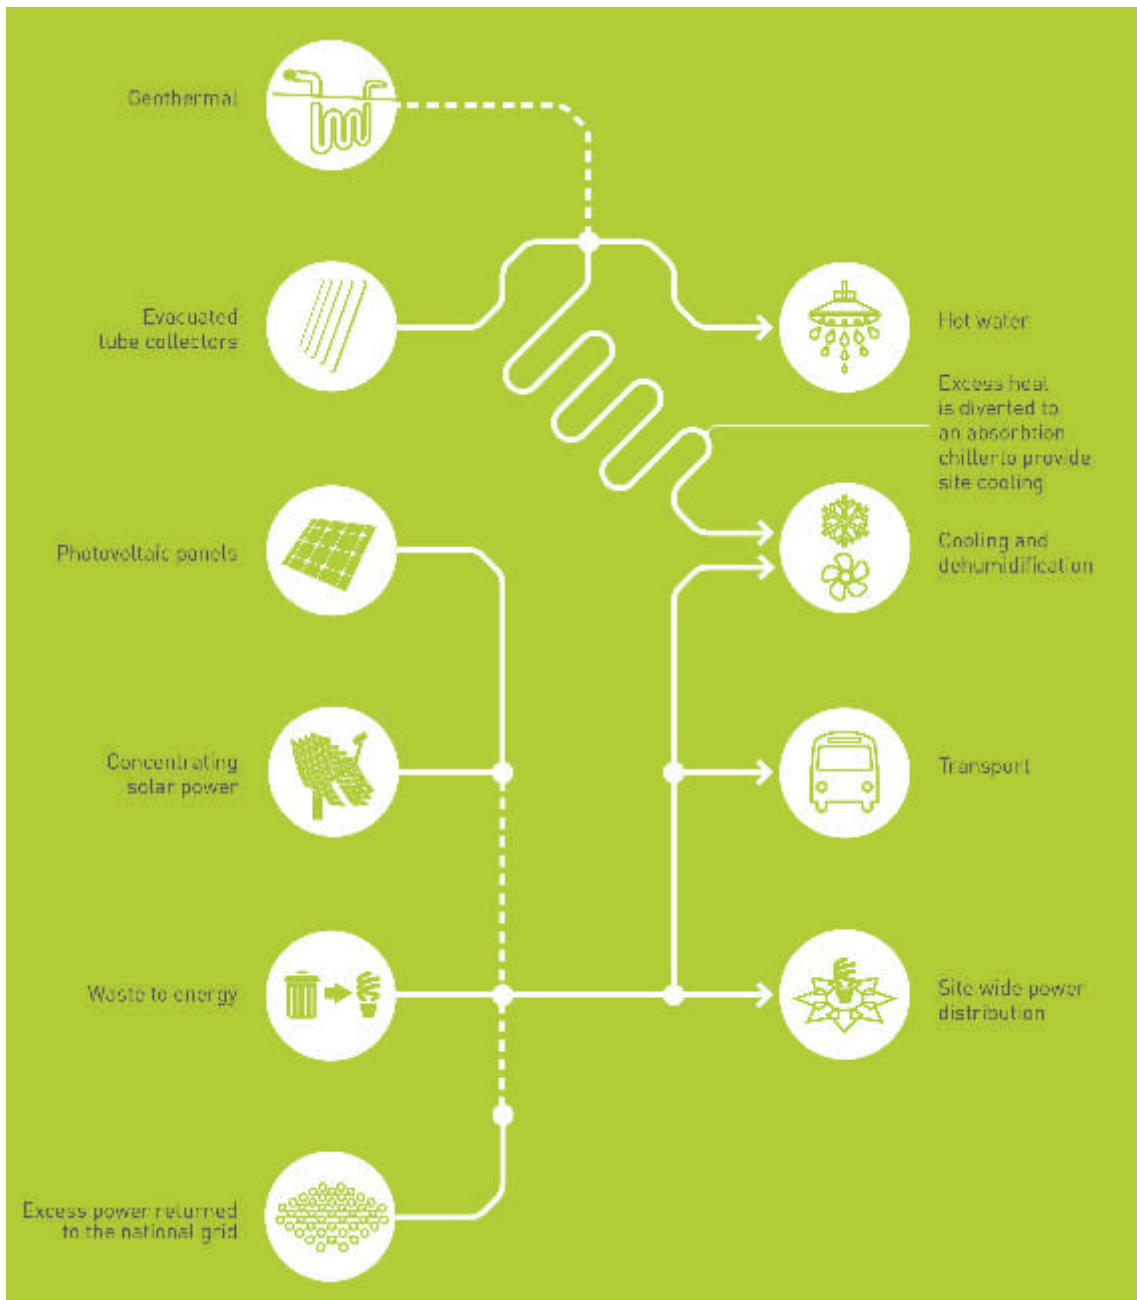 Geothermal
Evacuated
tube collectors
Hot water
Excess heat
is diverted to
an absorbtion
chiller to provide
site cooling
Photovoltaic panels
Cooling and
dehumidification
Concentrating
solar power
Transport
Waste to energy
Site wide power
distribution
Excess power returned
to the national grid